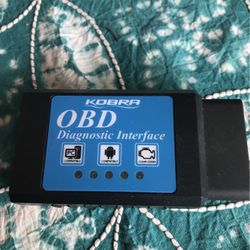 KOBRA
OBD
Diagnostic Interface